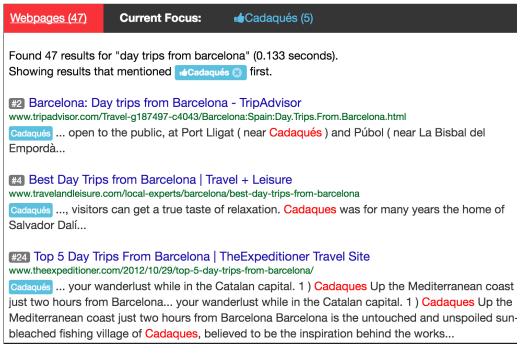 Webpages (47) Current Focus: Cadaqués (5)
Found 47 results for "day trips from barcelona" (0.133 seconds).
Showing results that mentioned Cadaqués first.
#2 Barcelona: Day trips from Barcelona - TripAdvisor
www.tripadvisor.com/Travel-g187497-c4043/Barcelona:Spain:Day.Trips.From.Barcelona.html
Cadaqués ... open to the public, at Port Lligat ( near Cadaqués ) and Púbol ( near La Bisbal del
Empordà...
#4 Best Day Trips from Barcelona | Travel + Leisure
www.travelandleisure.com/local-experts/barcelona/best-day-trips-from-barcelona
Cadaqués ..., visitors can get a true taste of relaxation. Cadaques was for many years the home of
Salvador Dalí...
#24 Top 5 Day Trips From Barcelona | TheExpeditioner Travel Site
www.theexpeditioner.com/2012/10/29/top-5-day-trips-from-barcelona/
Cadaqués ... your wanderlust while in the Catalan capital. 1 ) Cadaques Up the Mediterranean coast
just two hours from Barcelona... your wanderlust while in the Catalan capital. 1 ) Cadaques Up the
Mediterranean coast just two hours from Barcelona Barcelona is the untouched and unspoiled sun-
bleached fishing village of Cadaques, believed to be the inspiration behind the works...